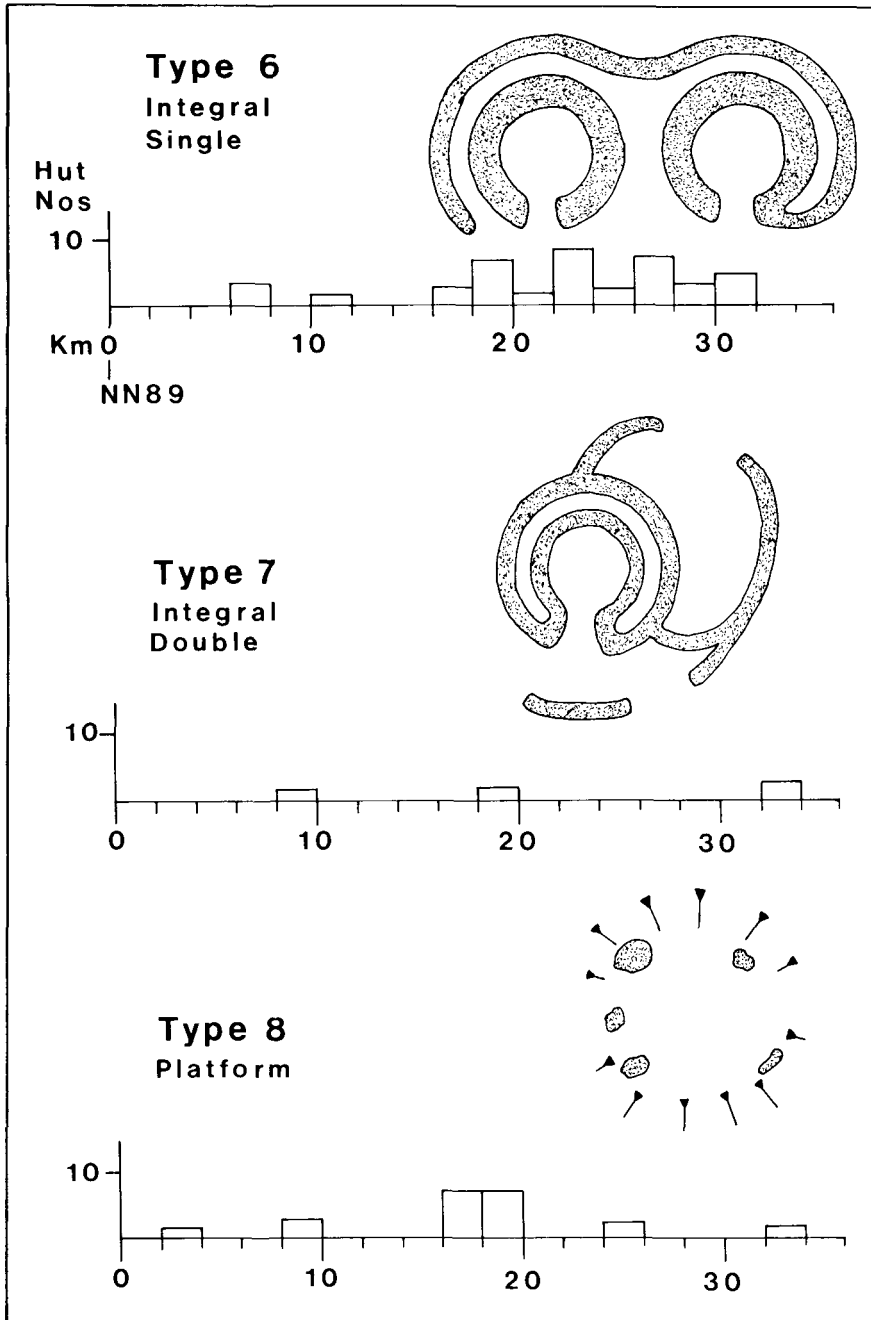 Type 6
Integral
Single
Hut
Nos
10
Km 0 10 20 30
NN89
Type 7
Integral
Double
10
0 10 20 30
Type 8
Platform
10
0 10 20 30